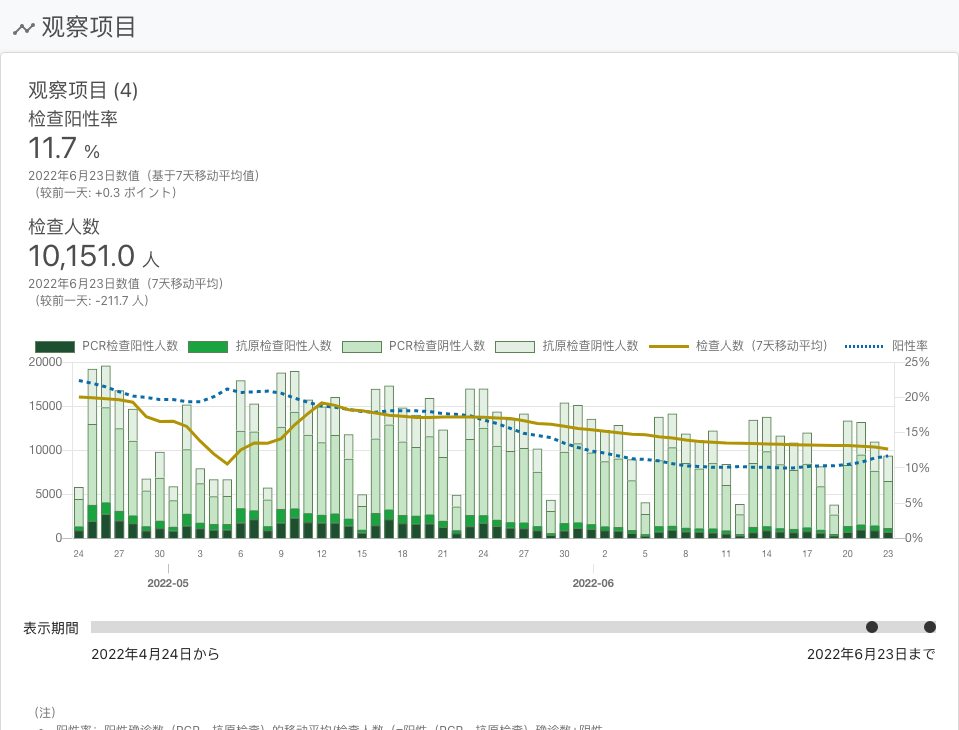 观察项目
观察项目 (4)
检查阳性率
11.7 %
2022年6月23日数值（基于7天移动平均值）
（较前一天: +0.3 ポイント）
检查人数
10,151.0 人
2022年6月23日数值（7天移动平均）
（较前一天: -211.7 人）
PCR检查阳性人数 抗原检查阳性人数 PCR检查阴性人数 抗原检查阴性人数 检查人数（7天移动平均） 阳性率
20000 25%
20%
15000
15%
10000
10%
5000
5%
0 0%
24 27 30 3 6 9 12 15 18 21 24 27 30 2 5 8 11 14 17 20 23
2022-05 2022-06
表示期間
2022年4月24日から 2022年6月23日まで
（注）